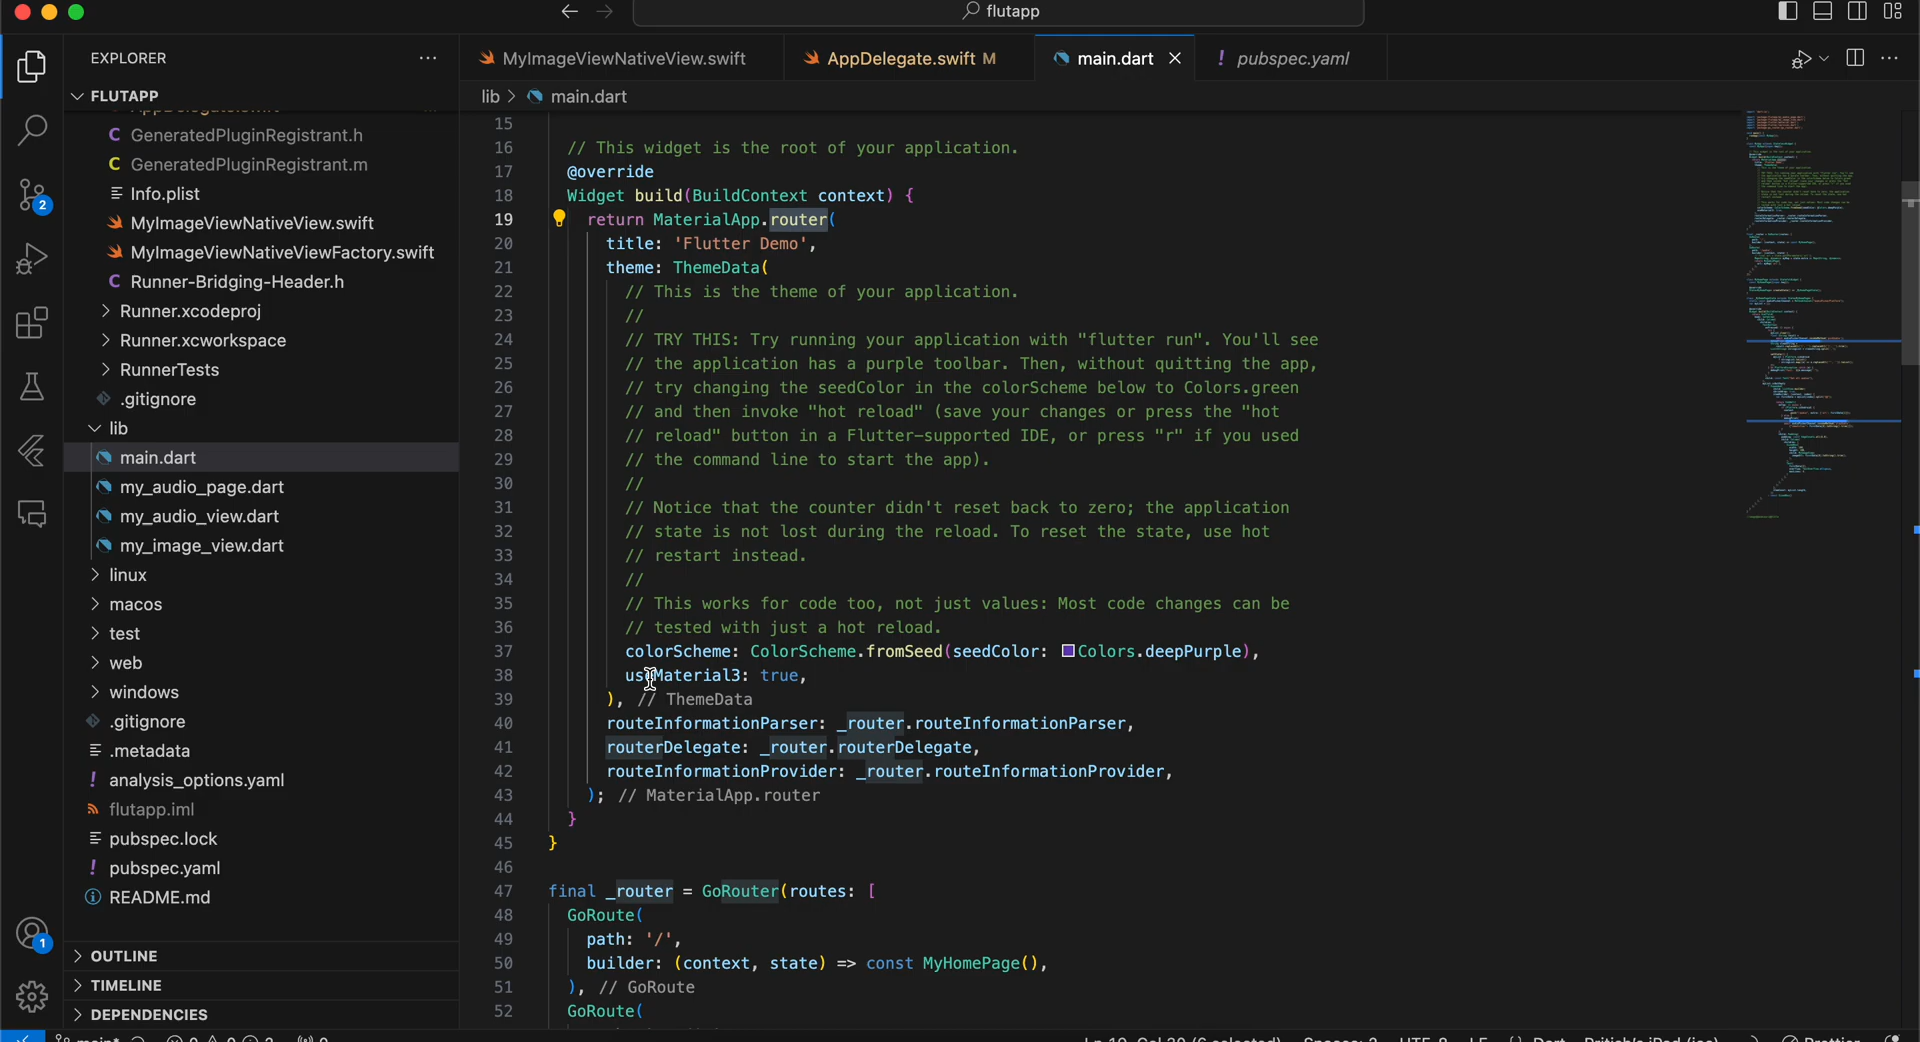 flutapp
EXPLORER
FLUTAPP
GeneratedPluginRegistrant.h
GeneratedPluginRegistrant.m
Info.plist
MyImageViewNativeView.swift
MyImageViewNativeViewFactory.swift
Runner-Bridging-Header.h
Runner.xcodeproj
Runner.xcworkspace
RunnerTests
.gitignore
lib
main.dart
my_audio_page.dart
my_audio_view.dart
my_image_view.dart
linux
macos
test
web
windows
.gitignore
.metadata
analysis_options.yaml
flutapp.iml
pubspec.lock
pubspec.yaml
README.md
OUTLINE
TIMELINE
DEPENDENCIES
2
1
MyImageViewNativeView.swift
AppDelegate.swift M
main.dart
pubspec.yaml
lib > main.dart
15
16 // This widget is the root of your application.
17 @override
18 Widget build(BuildContext context) {
19 return MaterialApp.router(
20 title: 'Flutter Demo',
21 theme: ThemeData(
22 // This is the theme of your application.
23 //
24 // TRY THIS: Try running your application with "flutter run". You'll see
25 // the application has a purple toolbar. Then, without quitting the app,
26 // try changing the seedColor in the colorScheme below to Colors.green
27 // and then invoke "hot reload" (save your changes or press the "hot
28 // reload" button in a Flutter-supported IDE, or press "r" if you used
29 // the command line to start the app).
30 //
31 // Notice that the counter didn't reset back to zero; the application
32 // state is not lost during the reload. To reset the state, use hot
33 // restart instead.
34 //
35 // This works for code too, not just values: Most code changes can be
36 // tested with just a hot reload.
37 colorScheme: ColorScheme.fromSeed(seedColor: Colors.deepPurple),
38 useMaterial3: true,
39 ), // ThemeData
40 routeInformationParser: _router.routeInformationParser,
41 routerDelegate: _router.routerDelegate,
42 routeInformationProvider: _router.routeInformationProvider,
43 ); // MaterialApp.router
44 }
45 }
46
47 final _router = GoRouter(routes: [
48 GoRoute(
49 path: '/',
50 builder: (context, state) => const MyHomePage(),
51 ), // GoRoute
52 GoRoute(